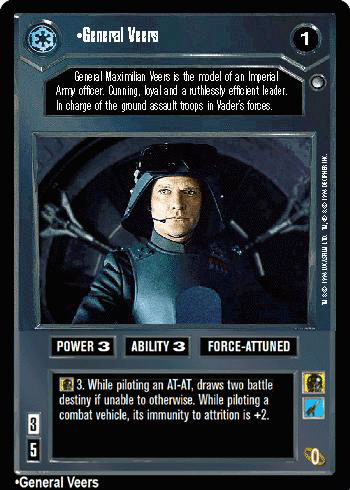 •General Veers
1
General Maximilian Veers is the model of an Imperial
Army officer. Cunning, loyal and a ruthlessly efficient leader.
In charge of the ground assault troops in Vader's forces.
POWER 3
ABILITY 3
FORCE-ATTUNED
3. While piloting an AT-AT, draws two battle
destiny if unable to otherwise. While piloting a
combat vehicle, its immunity to attrition is +2.
3
5
0
•General Veers